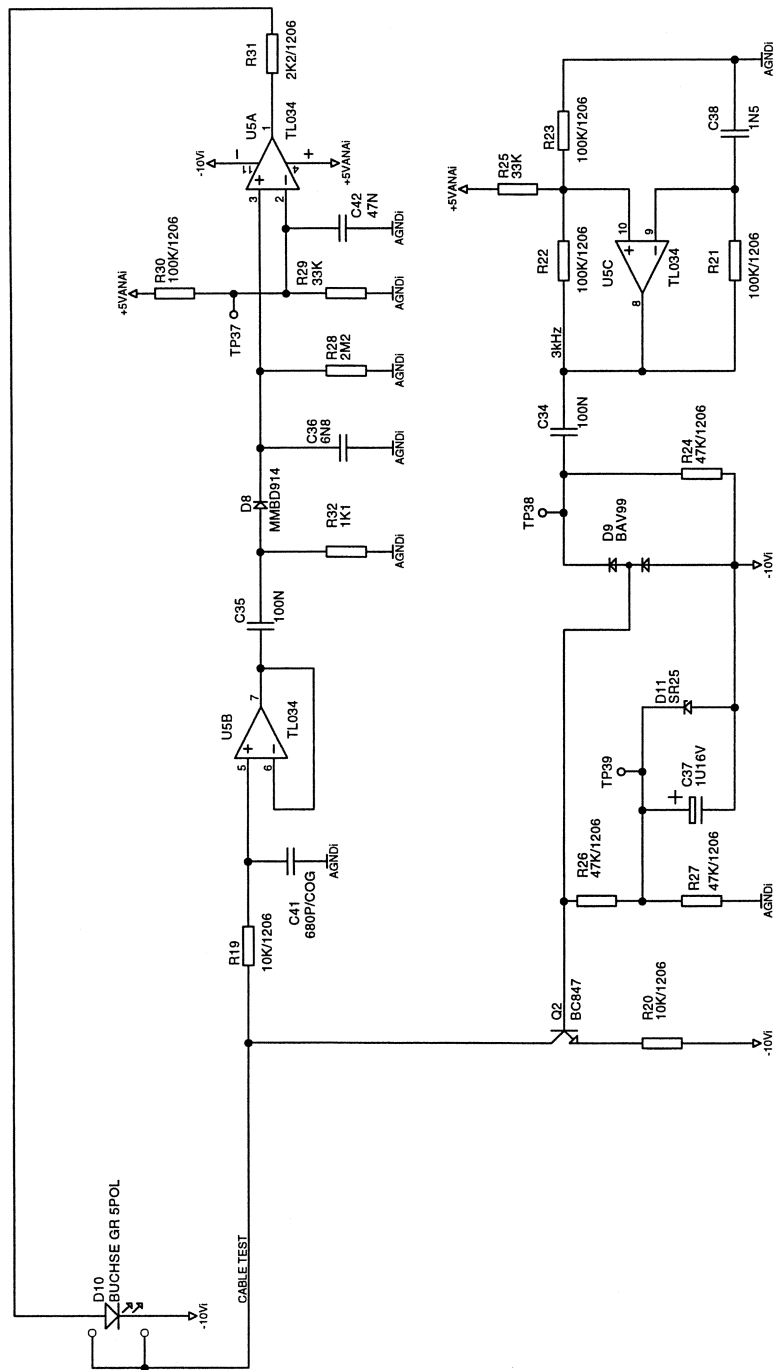 R31
2K2/1206
U5A
TL034
-10Vi
+5VANAi
1
11
4
+
−
3
2
+
−
C42
47N
AGNDi
+5VANAi
R30
100K/1206
TP37
R29
33K
AGNDi
R28
2M2
AGNDi
C36
6N8
AGNDi
D8
MMBD914
R32
1K1
AGNDi
C35
100N
U5B
TL034
7
5
6
+
−
C41
680P/COG
AGNDi
R19
10K/1206
CABLE TEST
D10
BUCHSE GR 5POL
-10Vi
R23
100K/1206
C38
1N5
AGNDi
+5VANAi
R25
33K
R22
100K/1206
10
9
+
−
8
U5C
TL034
R21
100K/1206
3kHz
C34
100N
R24
47K/1206
TP38
D9
BAV99
-10Vi
D11
SR25
TP39
C37
1U16V
+
R26
47K/1206
R27
47K/1206
AGNDi
Q2
BC847
R20
10K/1206
-10Vi